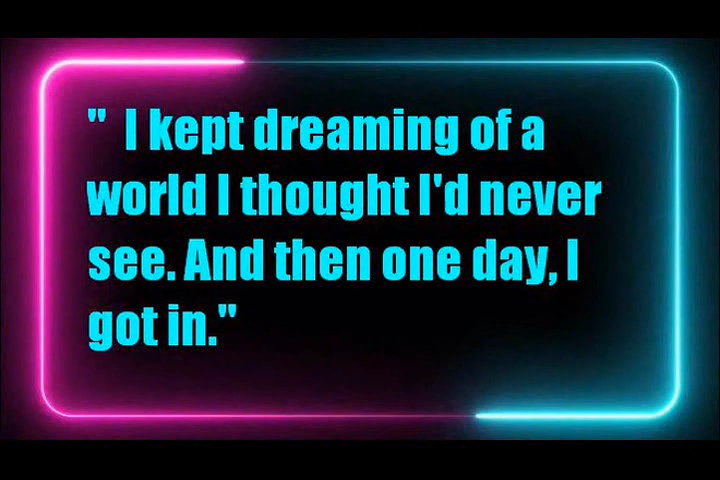 " I kept dreaming of a
world I thought I'd never
see. And then one day, I
got in."